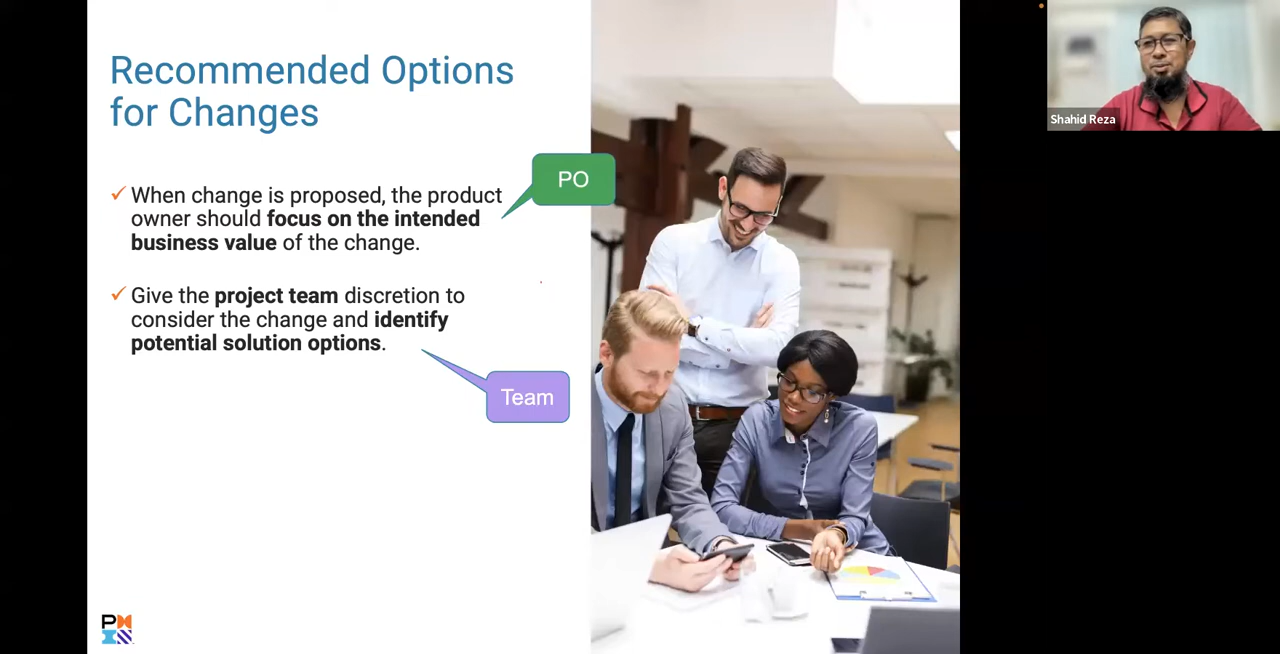 Recommended Options
for Changes
When change is proposed, the product
owner should focus on the intended
business value of the change.
PO
Give the project team discretion to
consider the change and identify
potential solution options.
Team
Shahid Reza